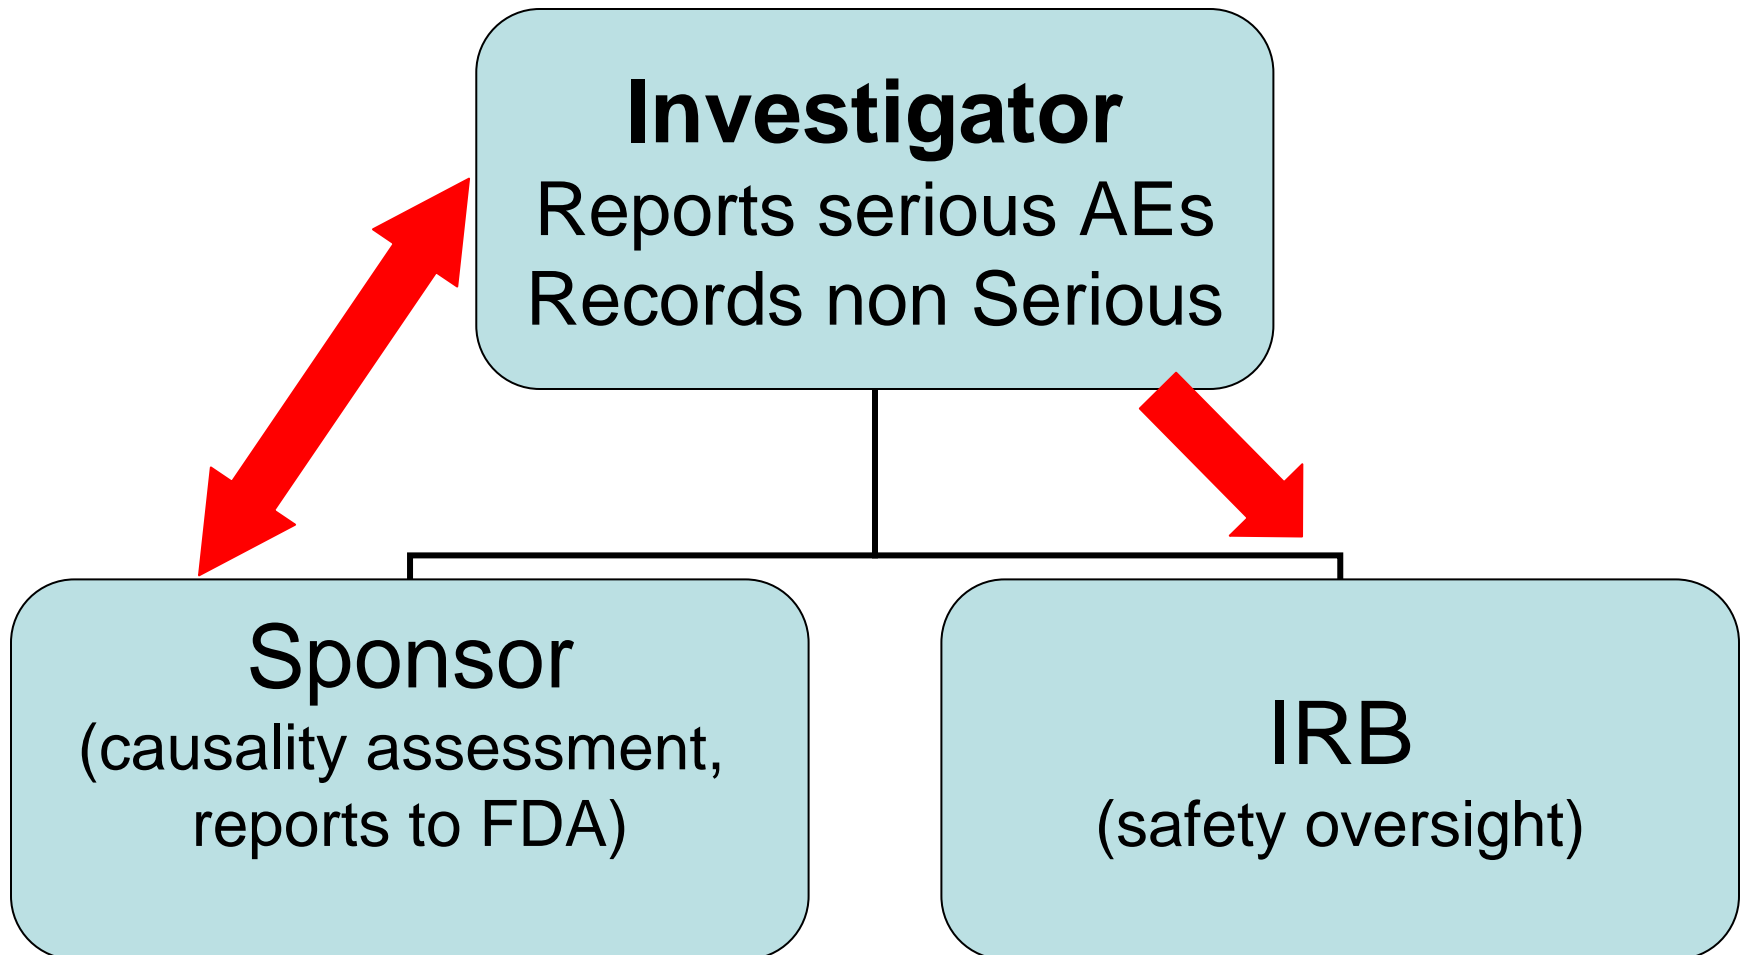 Investigator
Reports serious AEs
Records non Serious
Sponsor
(causality assessment,
reports to FDA)
IRB
(safety oversight)